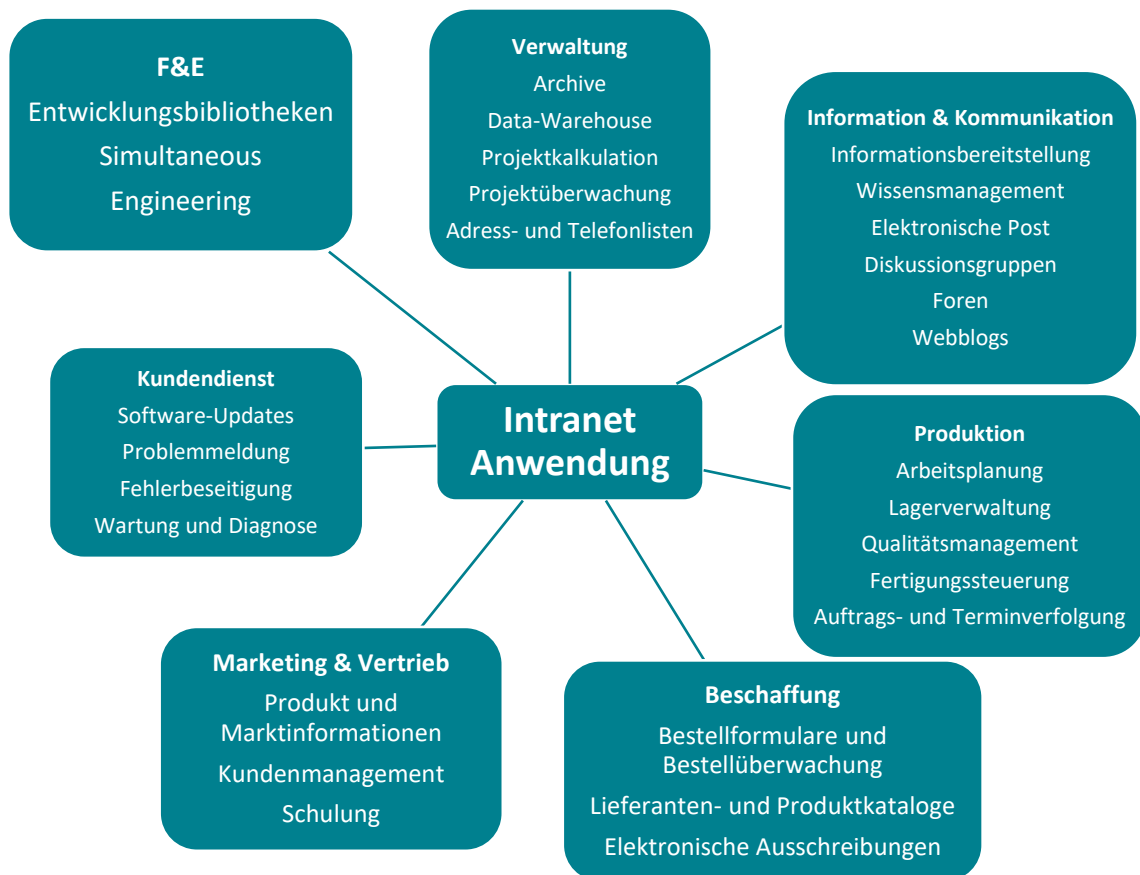 F&E
Entwicklungsbibliotheken
Simultaneous
Engineering
Verwaltung
Archive
Data-Warehouse
Projektkalkulation
Projektüberwachung
Adress- und Telefonlisten
Information & Kommunikation
Informationsbereitstellung
Wissensmanagement
Elektronische Post
Diskussionsgruppen
Foren
Webblogs
Kundendienst
Software-Updates
Problemmeldung
Fehlerbeseitigung
Wartung und Diagnose
Intranet
Anwendung
Produktion
Arbeitsplanung
Lagerverwaltung
Qualitätsmanagement
Fertigungssteuerung
Auftrags- und Terminverfolgung
Marketing & Vertrieb
Produkt und
Marktinformationen
Kundenmanagement
Schulung
Beschaffung
Bestellformulare und
Bestellüberwachung
Lieferanten- und Produktkataloge
Elektronische Ausschreibungen